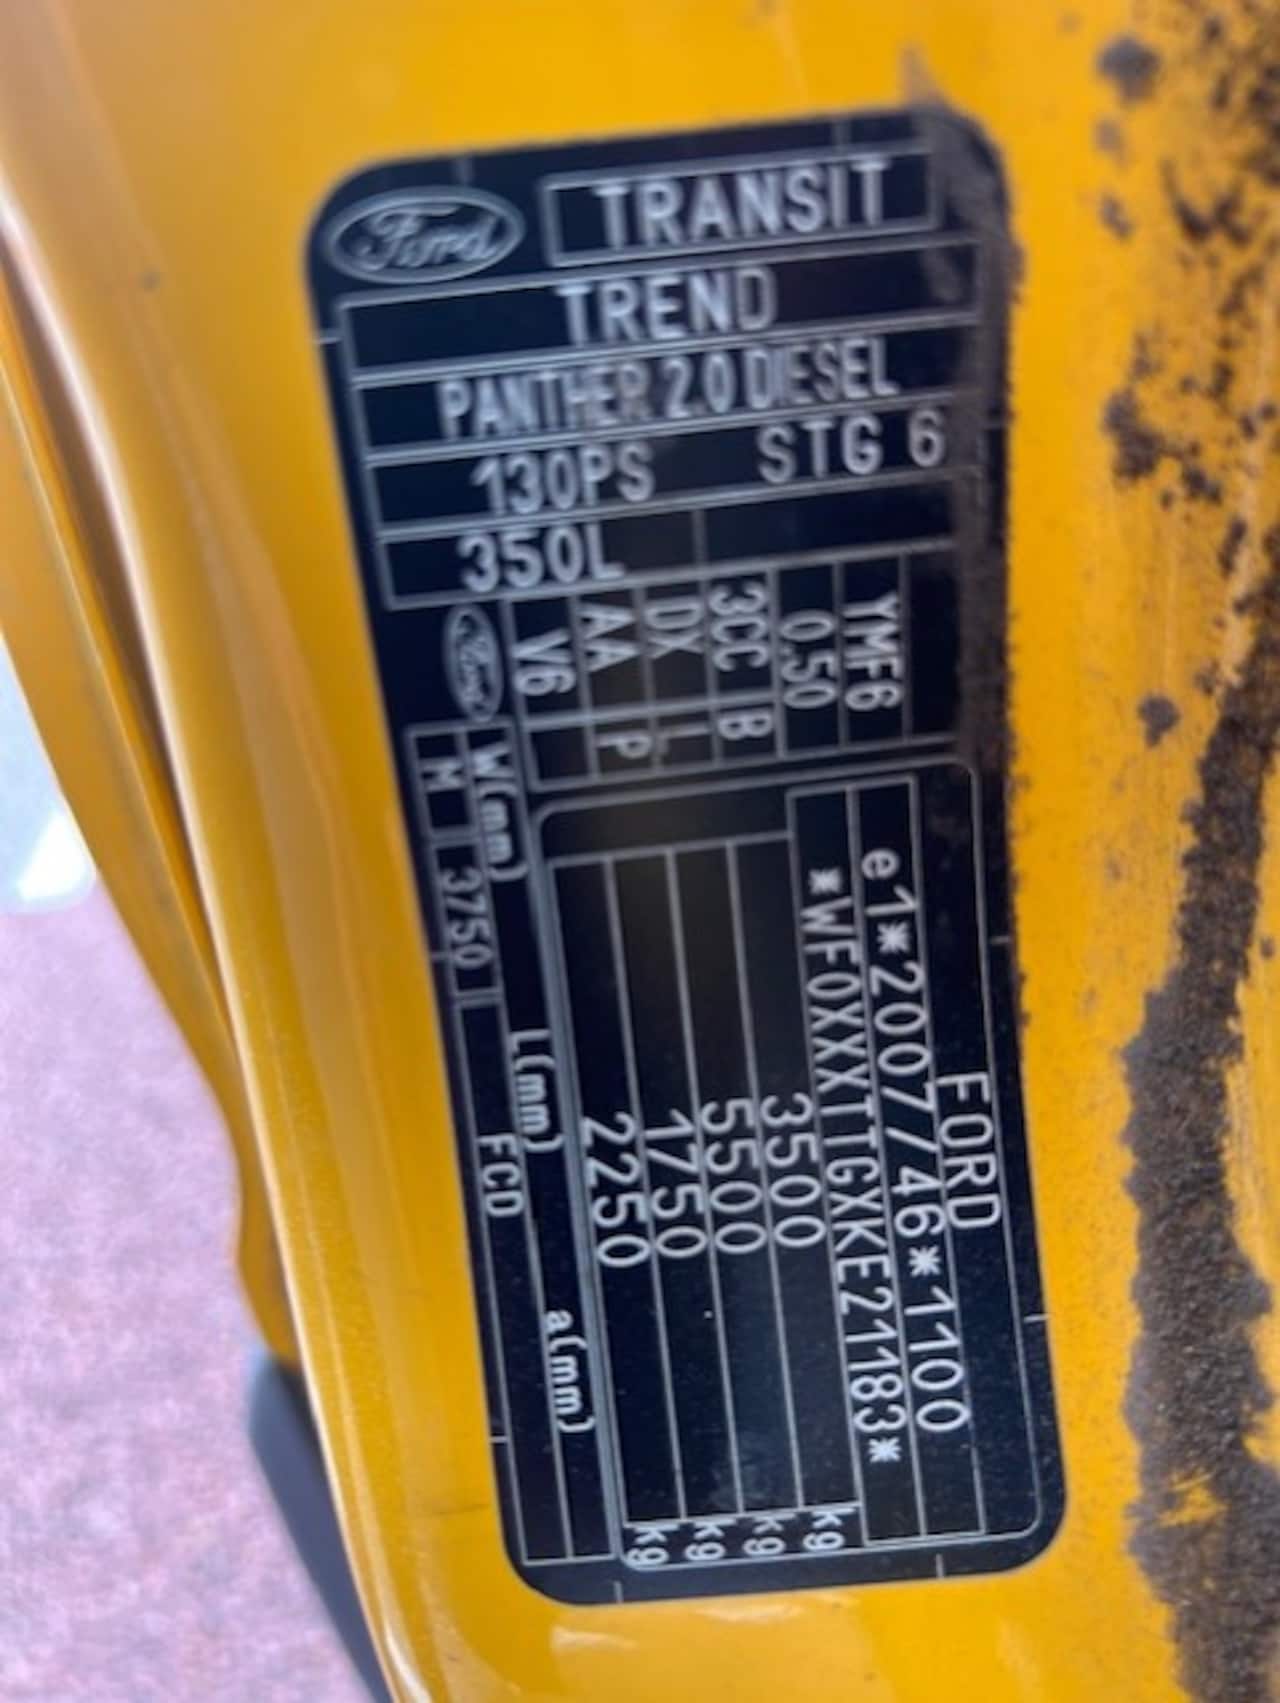 Ford
TRANSIT
TREND
PANTHER 2.0 DIESEL
130PS STG 6
350L
YMF6
0,50
3CC B
DX L
AA P
V6
Ford
FORD
e1*2007/46*1100
*WF0XXXTTGXKE21183*
3500 kg
5500 kg
1750 kg
2250 kg
W(mm) L(mm) a(mm)
3750 FCD
M